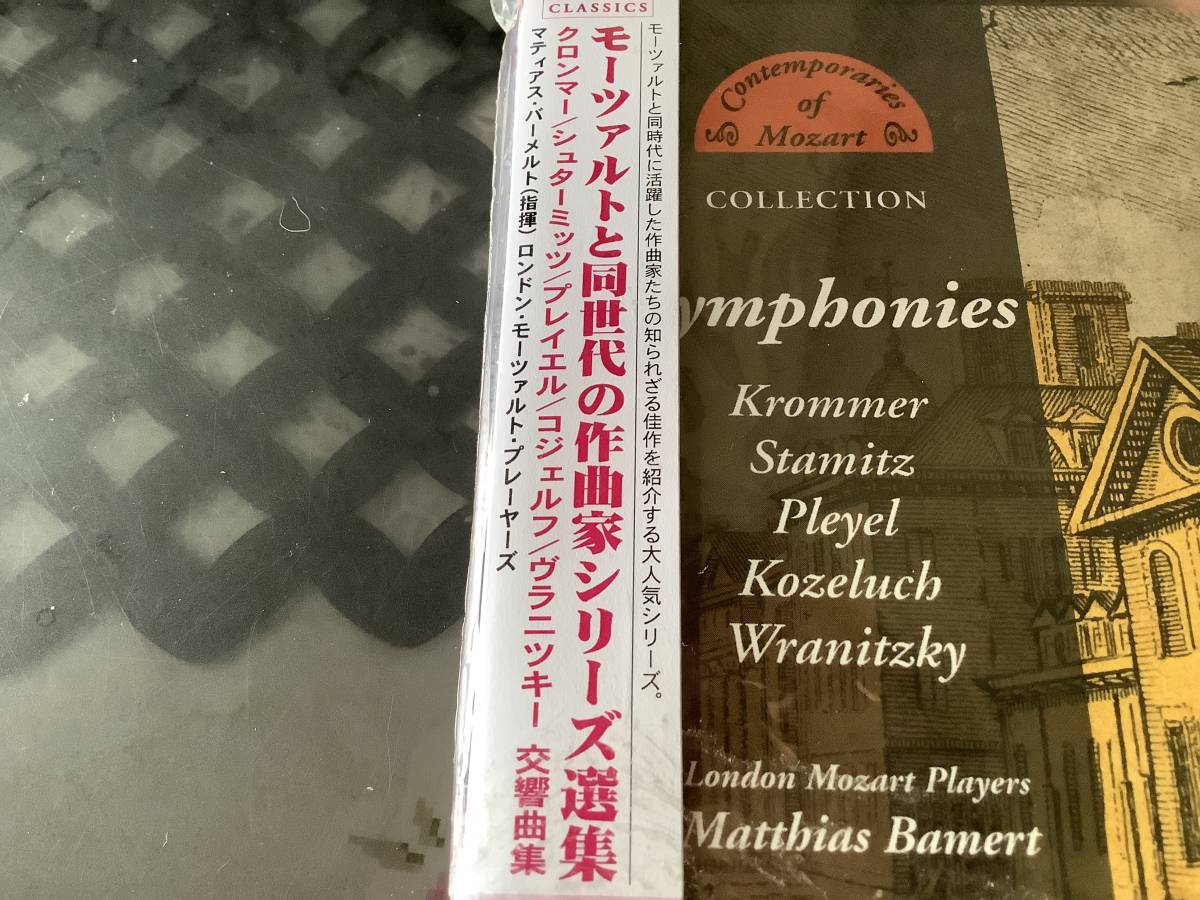 CLASSICS
モーツァルトと同時代に活躍した作曲家たちの知られざる佳作を紹介する大人気シリーズ。
モーツァルトと同世代の作曲家シリーズ選集
クロンマー/シュターミッツ/プレイエル/コジェルフ/ヴラニツキー 交響曲集
マティアス・バーメルト(指揮) ロンドン・モーツァルト・プレーヤーズ
Contemporaries
of
Mozart
COLLECTION
ymphonies
Krommer
Stamitz
Pleyel
Kozeluch
Wranitzky
London Mozart Players
Matthias Bamert